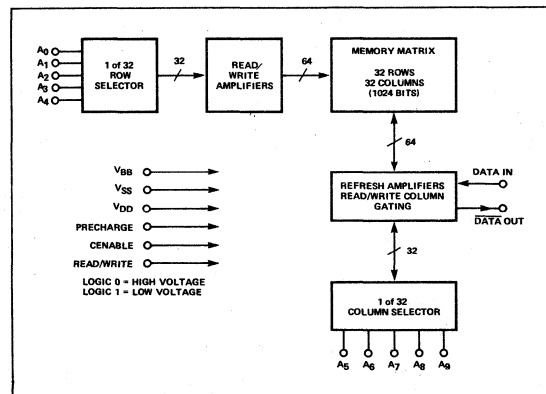 A0
A1
A2
A3
A4
1 of 32
ROW
SELECTOR
32
READ/
WRITE
AMPLIFIERS
64
MEMORY MATRIX
32 ROWS
32 COLUMNS
(1024 BITS)
64
VBB
VSS
VDD
PRECHARGE
CENABLE
READ/WRITE
LOGIC 0 = HIGH VOLTAGE
LOGIC 1 = LOW VOLTAGE
REFRESH AMPLIFIERS
READ/WRITE COLUMN
GATING
DATA IN
DATA OUT
32
1 of 32
COLUMN SELECTOR
A5 A6 A7 A8 A9